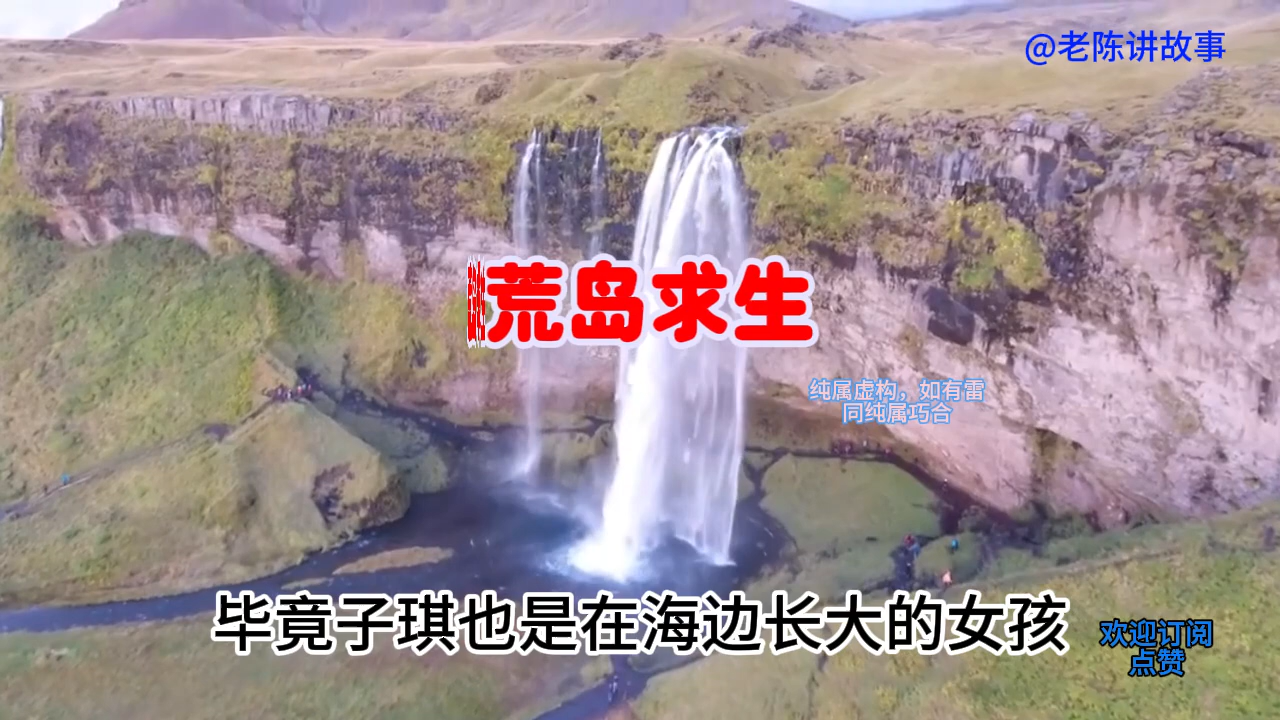 @老陈讲故事
荒岛求生
纯属虚构，如有雷
同纯属巧合
毕竟子琪也是在海边长大的女孩
欢迎订阅
点赞